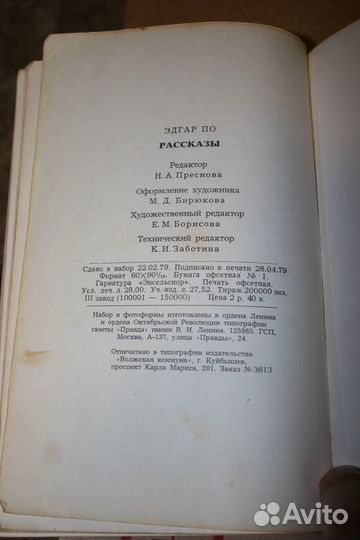 ЭДГАР ПО
РАССКАЗЫ
Редактор
Н. А. Преснова
Оформление художника
М. Д. Бирюкова
Художественный редактор
Е. М. Борисова
Технический редактор
К. И. Заботина
Сдано в набор 22.02.79. Подписано к печати 28.04.79
Формат 60×90¹/₁₆. Бумага офсетная № 1.
Гарнитура «Эксельсиор». Печать офсетная.
Усл. печ. л. 28,00. Уч.-изд. л. 27,52. Тираж 200000 экз.
III завод (100001 — 150000) Цена 2 р. 40 к.
Набор и фотоформы изготовлены в ордена Ленина
и ордена Октябрьской Революции типографии
газеты «Правда» имени В. И. Ленина. 125865. ГСП,
Москва, А-137, улица «Правды», 24.
Отпечатано в типографии издательства
«Волжская коммуна», г. Куйбышев,
проспект Карла Маркса, 201. Заказ № 3613.
Avito